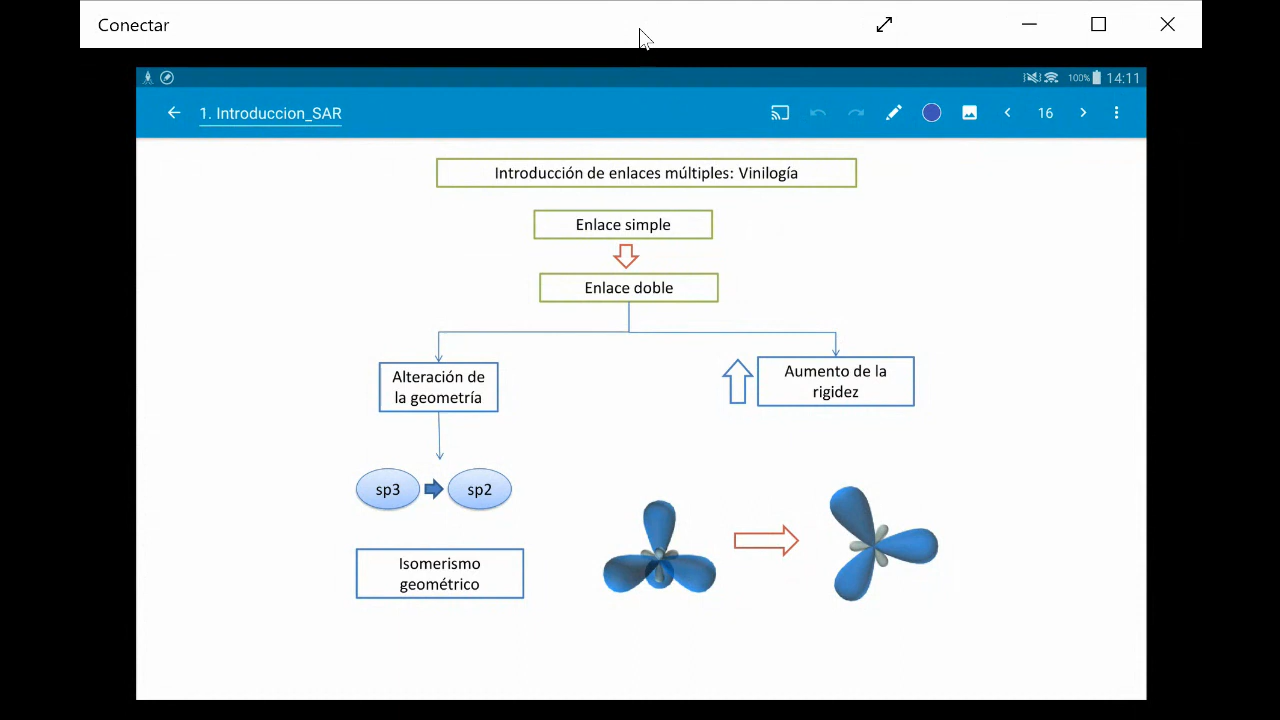 Conectar
100% 14:11
1. Introduccion_SAR
16
Introducción de enlaces múltiples: Vinilogía
Enlace simple
Enlace doble
Alteración de
la geometría
Aumento de la
rigidez
sp3
sp2
Isomerismo
geométrico